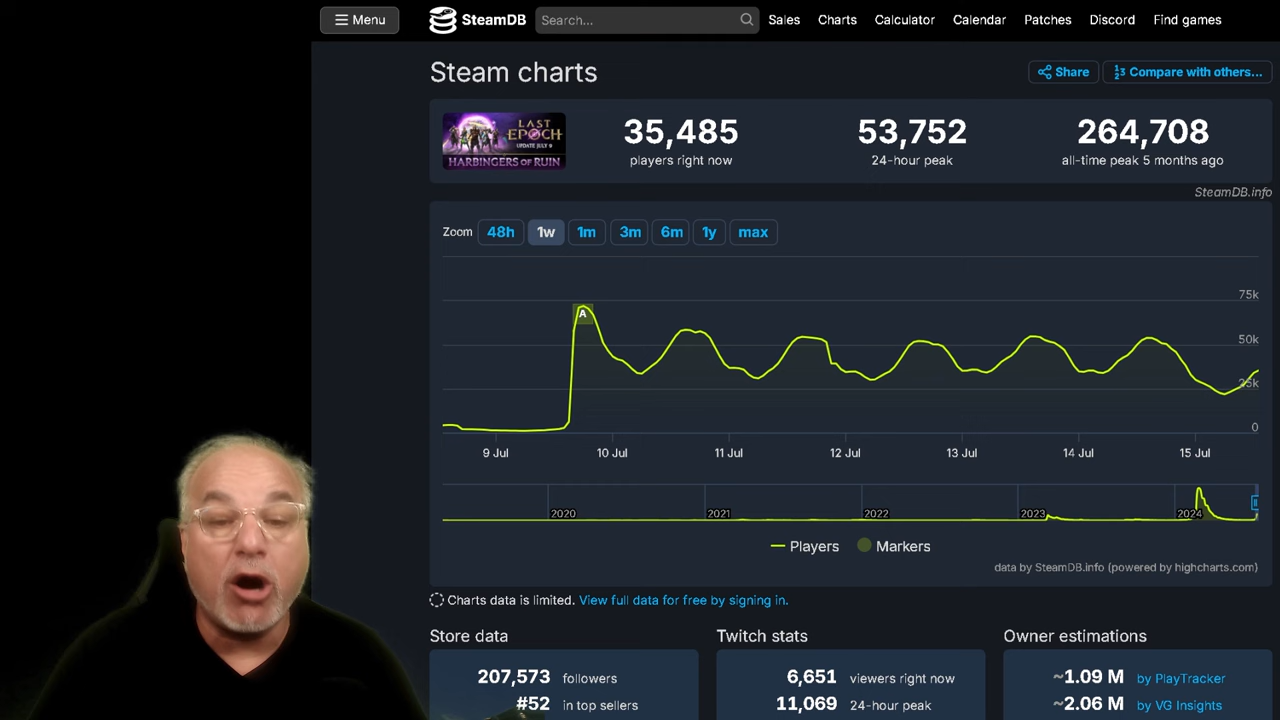 Menu
SteamDB
Search...
Sales
Charts
Calculator
Calendar
Patches
Discord
Find games
Steam charts
Share
Compare with others...
LAST EPOCH
UPDATE JULY 9
HARBINGERS OF RUIN
35,485
players right now
53,752
24-hour peak
264,708
all-time peak 5 months ago
SteamDB.info
Zoom
48h
1w
1m
3m
6m
1y
max
75k
50k
25k
0
A
9 Jul
10 Jul
11 Jul
12 Jul
13 Jul
14 Jul
15 Jul
2020
2021
2022
2023
2024
Players
Markers
data by SteamDB.info (powered by highcharts.com)
Charts data is limited. View full data for free by signing in.
Store data
207,573 followers
#52 in top sellers
Twitch stats
6,651 viewers right now
11,069 24-hour peak
Owner estimations
~1.09 M by PlayTracker
~2.06 M by VG Insights